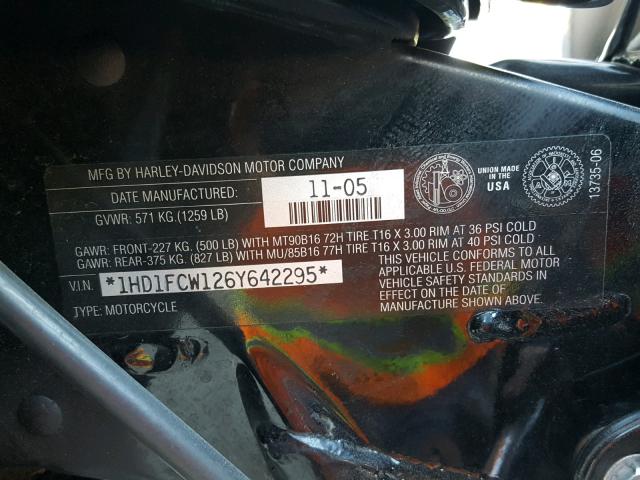 MFG BY HARLEY-DAVIDSON MOTOR COMPANY
DATE MANUFACTURED: 11-05
GVWR: 571 KG.(1259 LB)
UNION MADE
IN THE
USA
13735-06
GAWR: FRONT-227 KG. (500 LB) WITH MT90B16 72H TIRE T16 X 3.00 RIM AT 36 PSI COLD
GAWR: REAR-375 KG. (827 LB) WITH MU/85B16 77H TIRE T16 X 3.00 RIM AT 40 PSI COLD
V.I.N. *1HD1FCW126Y642295*
TYPE: MOTORCYCLE
THIS VEHICLE CONFORMS TO ALL
APPLICABLE U.S. FEDERAL MOTOR
VEHICLE SAFETY STANDARDS IN
EFFECT ON THE DATE OF
MANUFACTURE SHOWN ABOVE.